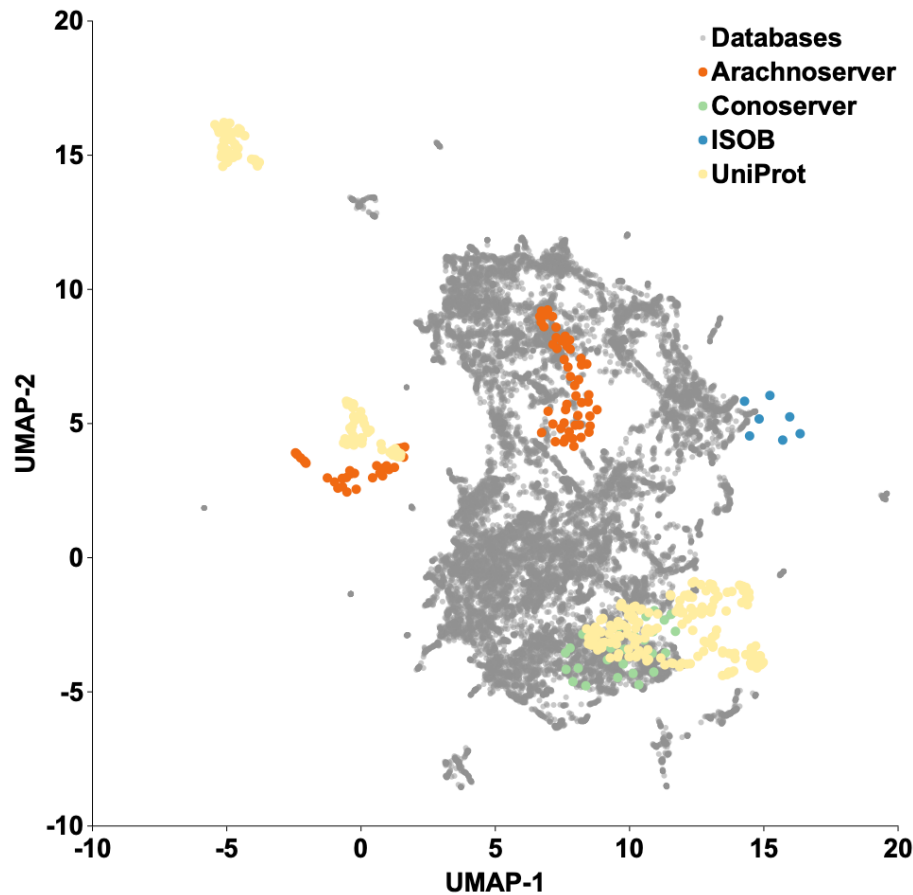 20
15
10
5
0
-5
-10
-10
-5
0
5
10
15
20
UMAP-2
UMAP-1
Databases
Arachnoserver
Conoserver
ISOB
UniProt